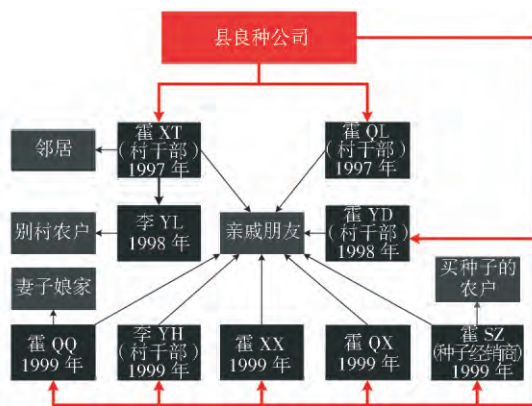 县良种公司
霍 XT
(村干部)
1997 年
霍 QL
(村干部)
1997 年
邻居
李 YL
1998 年
别村农户
亲戚朋友
霍 YD
(村干部)
1998 年
妻子娘家
买种子的
农户
霍 QQ
1999 年
李 YH
(村干部)
1999 年
霍 XX
1999 年
霍 QX
1999 年
霍 SZ
(种子经销商)
1999 年